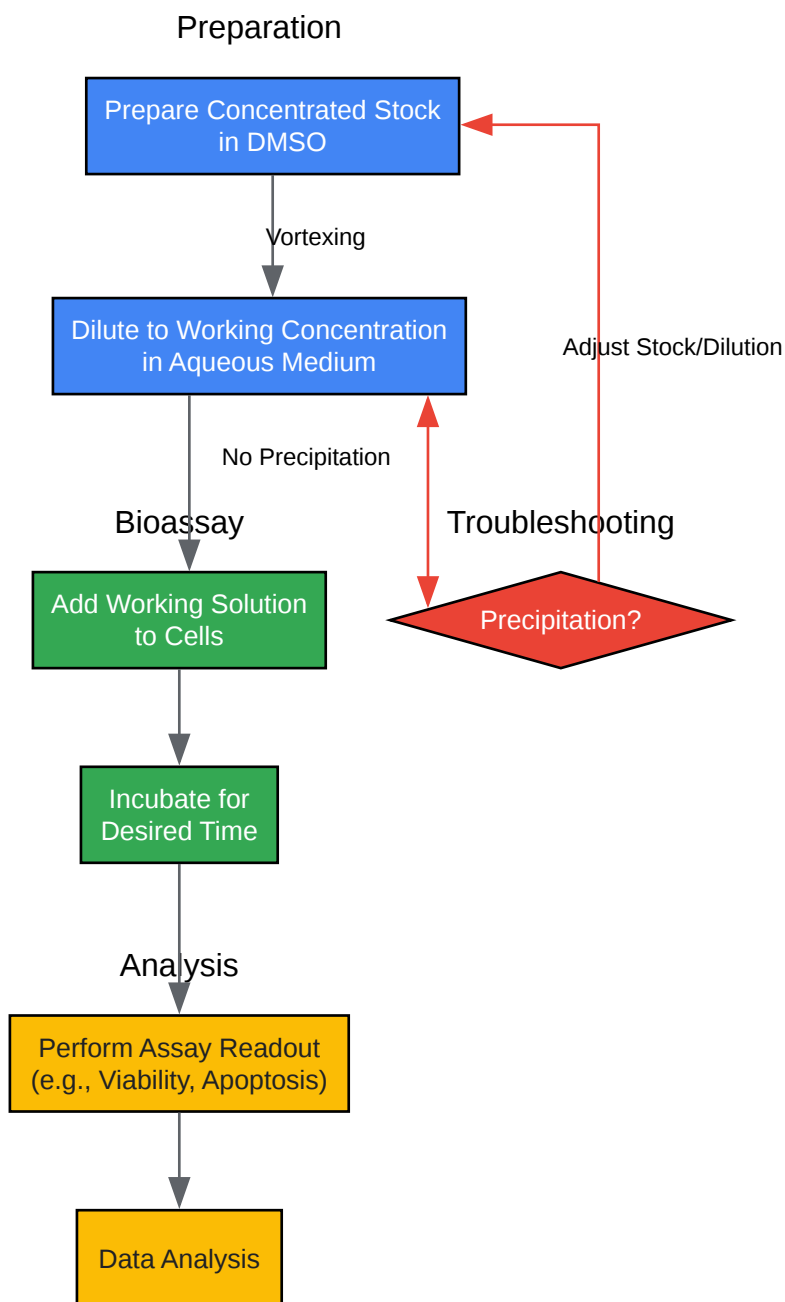 Preparation
Prepare Concentrated Stock
in DMSO
Vortexing
Dilute to Working Concentration
in Aqueous Medium
Adjust Stock/Dilution
No Precipitation
Bioassay
Troubleshooting
Add Working Solution
to Cells
Precipitation?
Incubate for
Desired Time
Analysis
Perform Assay Readout
(e.g., Viability, Apoptosis)
Data Analysis